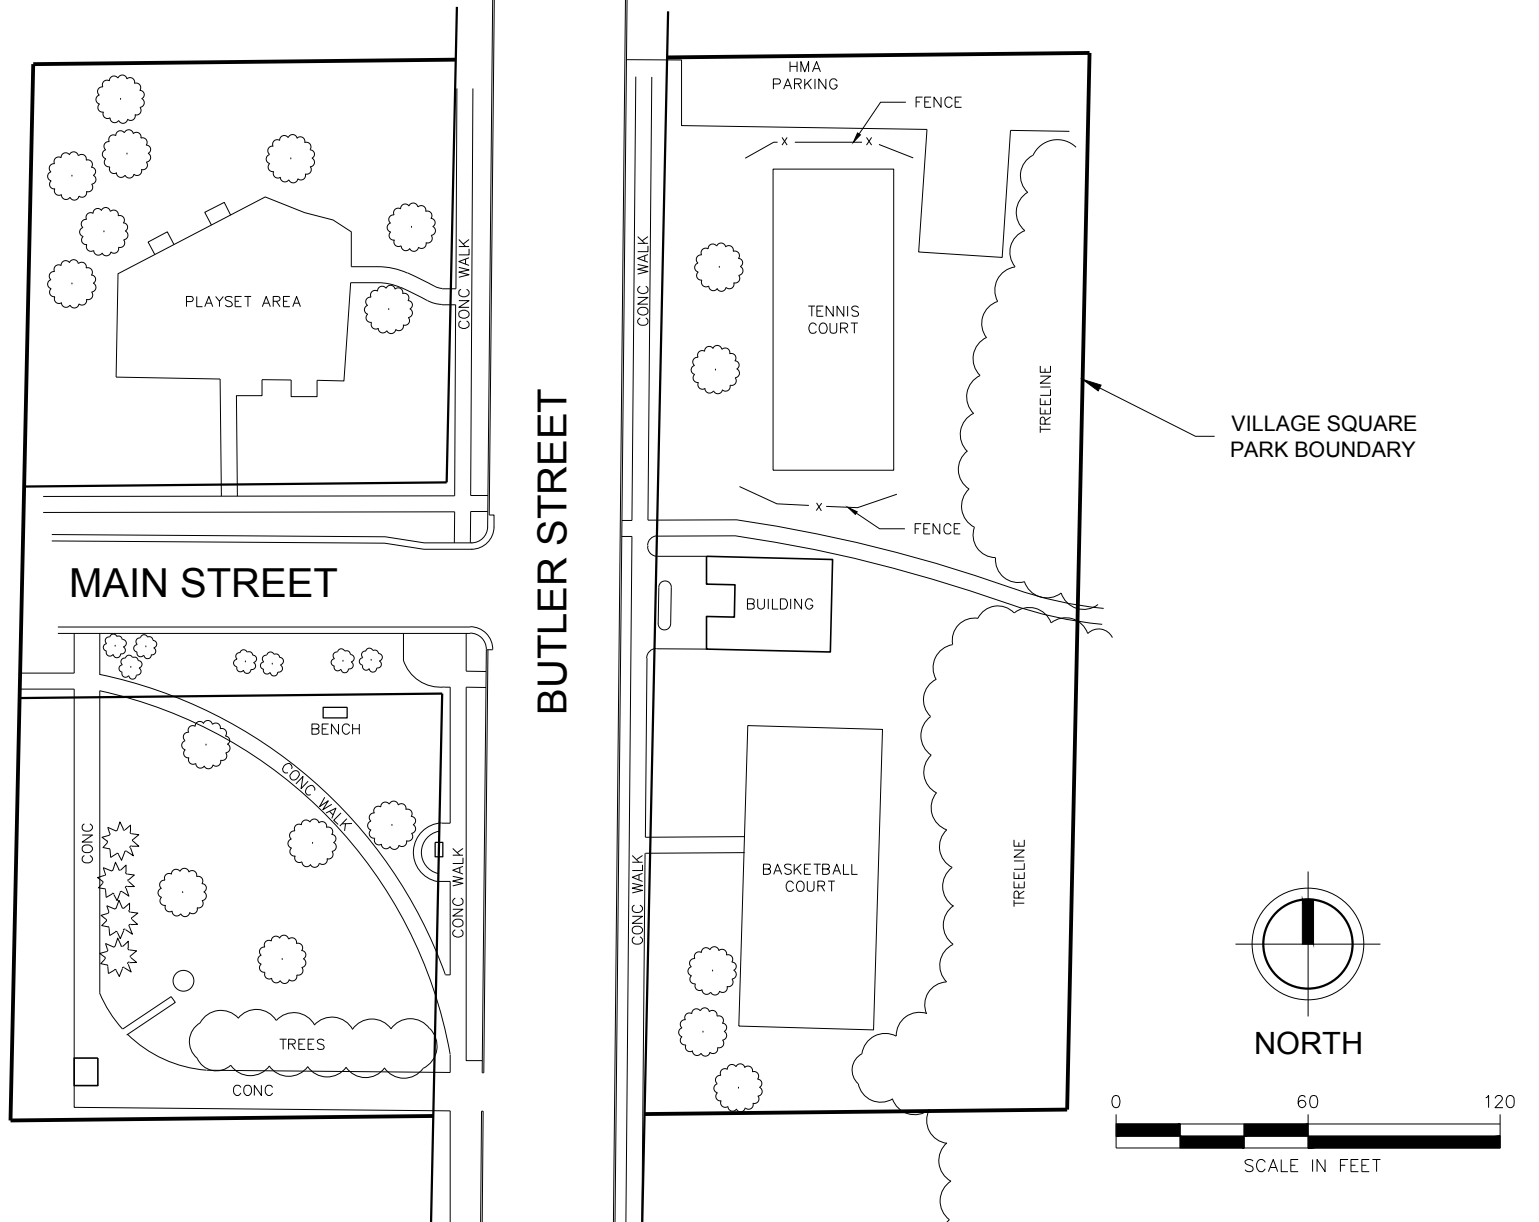 HMA
PARKING
FENCE
CONC WALK
CONC WALK
PLAYSET AREA
TENNIS
COURT
TREELINE
VILLAGE SQUARE
PARK BOUNDARY
BUTLER STREET
x
x
x
FENCE
MAIN STREET
BUILDING
BENCH
CONC WALK
CONC
CONC WALK
CONC WALK
BASKETBALL
COURT
TREELINE
TREES
CONC
NORTH
0 60 120
SCALE IN FEET